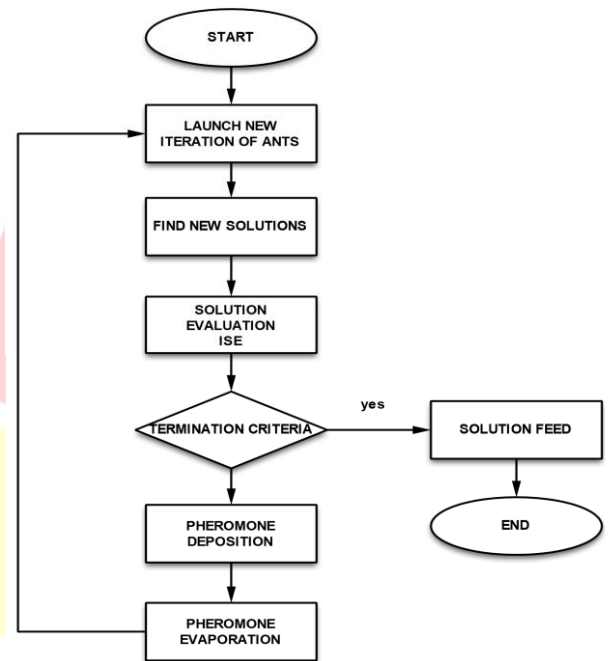 START
LAUNCH NEW
ITERATION OF ANTS
FIND NEW SOLUTIONS
SOLUTION
EVALUATION
ISE
TERMINATION CRITERIA
yes
SOLUTION FEED
END
PHEROMONE
DEPOSITION
PHEROMONE
EVAPORATION